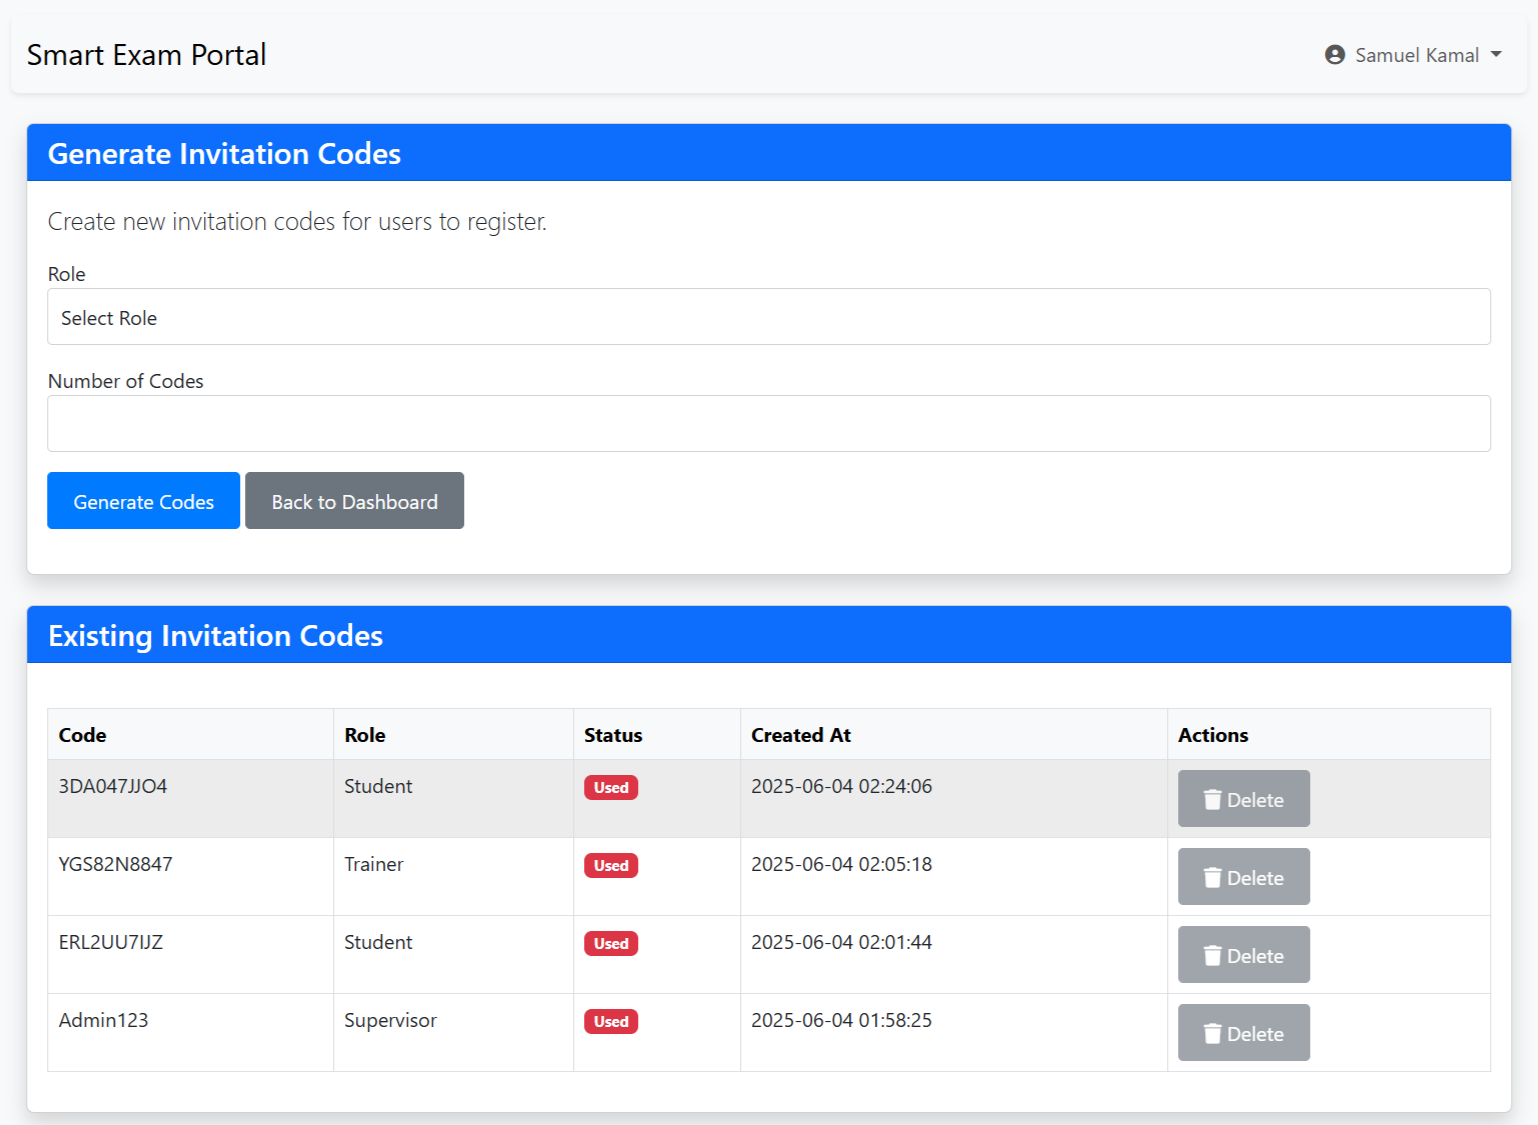 Smart Exam Portal
Samuel Kamal
Generate Invitation Codes
Create new invitation codes for users to register.
Role
Select Role
Number of Codes
Generate Codes Back to Dashboard
Existing Invitation Codes
Code Role Status Created At Actions
3DA047JJO4 Student Used 2025-06-04 02:24:06 Delete
YGS82N8847 Trainer Used 2025-06-04 02:05:18 Delete
ERL2UU7IJZ Student Used 2025-06-04 02:01:44 Delete
Admin123 Supervisor Used 2025-06-04 01:58:25 Delete